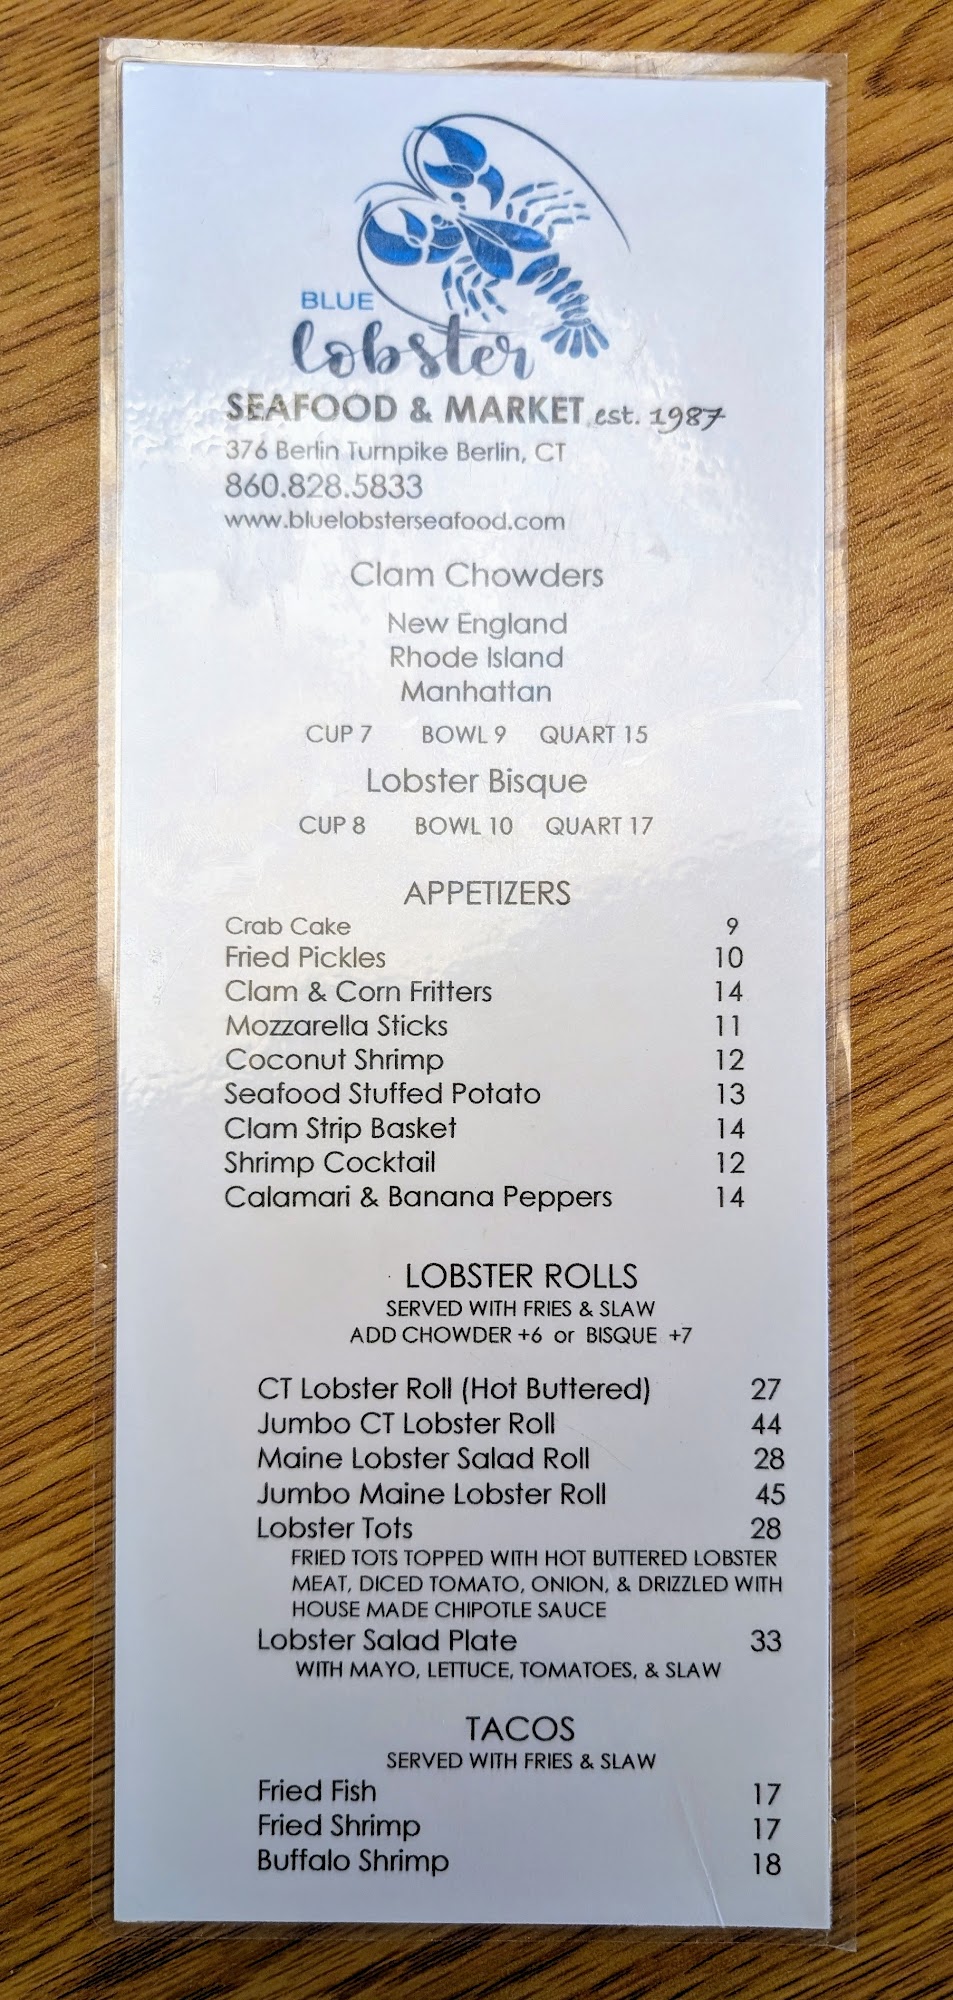 BLUE
lobster
SEAFOOD & MARKET est. 1987
376 Berlin Turnpike Berlin, CT
860.828.5833
www.bluelobsterseafood.com
Clam Chowders
New England
Rhode Island
Manhattan
CUP 7 BOWL 9 QUART 15
Lobster Bisque
CUP 8 BOWL 10 QUART 17
APPETIZERS
Crab Cake 9
Fried Pickles 10
Clam & Corn Fritters 14
Mozzarella Sticks 11
Coconut Shrimp 12
Seafood Stuffed Potato 13
Clam Strip Basket 14
Shrimp Cocktail 12
Calamari & Banana Peppers 14
LOBSTER ROLLS
SERVED WITH FRIES & SLAW
ADD CHOWDER +6 or BISQUE +7
CT Lobster Roll (Hot Buttered) 27
Jumbo CT Lobster Roll 44
Maine Lobster Salad Roll 28
Jumbo Maine Lobster Roll 45
Lobster Tots 28
FRIED TOTS TOPPED WITH HOT BUTTERED LOBSTER
MEAT, DICED TOMATO, ONION, & DRIZZLED WITH
HOUSE MADE CHIPOTLE SAUCE
Lobster Salad Plate 33
WITH MAYO, LETTUCE, TOMATOES, & SLAW
TACOS
SERVED WITH FRIES & SLAW
Fried Fish 17
Fried Shrimp 17
Buffalo Shrimp 18